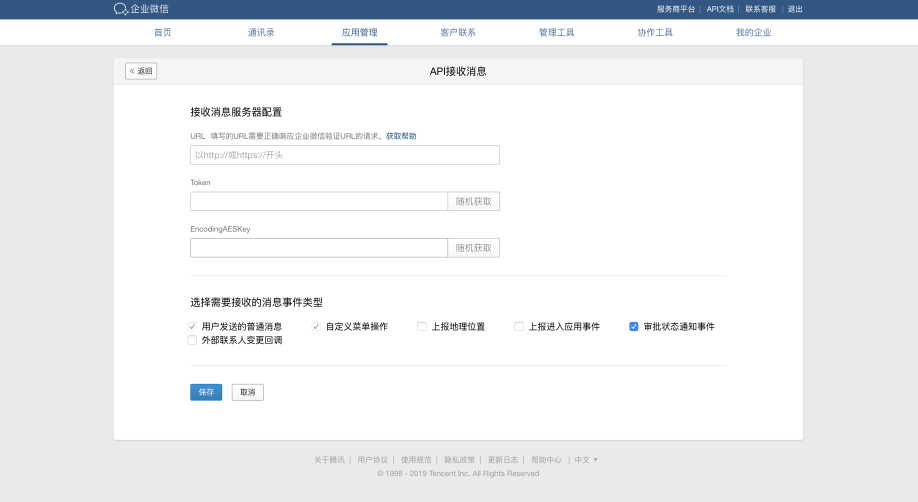 企业微信 服务商平台 | API文档 | 联系客服 | 退出
首页 通讯录 应用管理 客户联系 管理工具 协作工具 我的企业
« 返回 API接收消息
接收消息服务器配置
URL 填写的URL需要正确响应企业微信验证URL的请求。获取帮助
以http://或https://开头
Token
随机获取
EncodingAESKey
随机获取
选择需要接收的消息事件类型
用户发送的普通消息 自定义菜单操作 上报地理位置 上报进入应用事件 审批状态通知事件
外部联系人变更回调
保存 取消
关于腾讯 | 用户协议 | 使用规范 | 隐私政策 | 更新日志 | 帮助中心 | 中文 ▼
© 1998 - 2019 Tencent Inc. All Rights Reserved